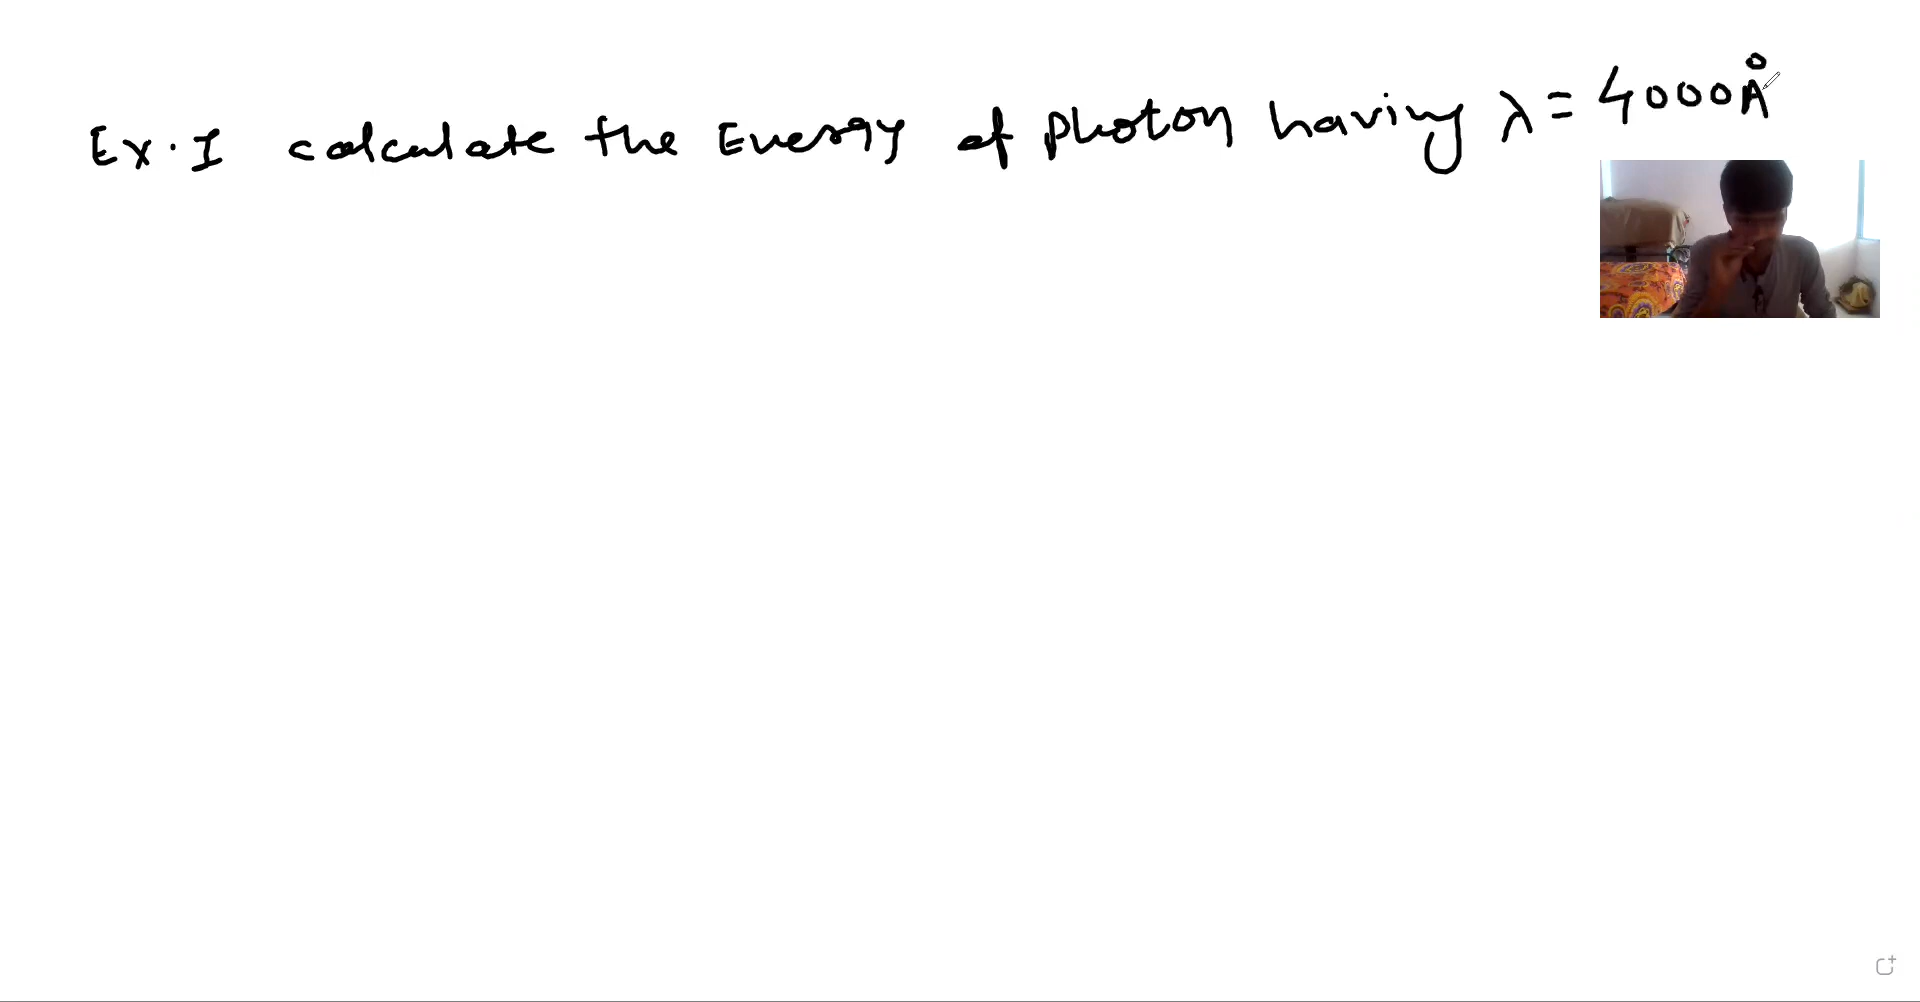 Ex. I calculate the Energy of photon having λ = 4000Å